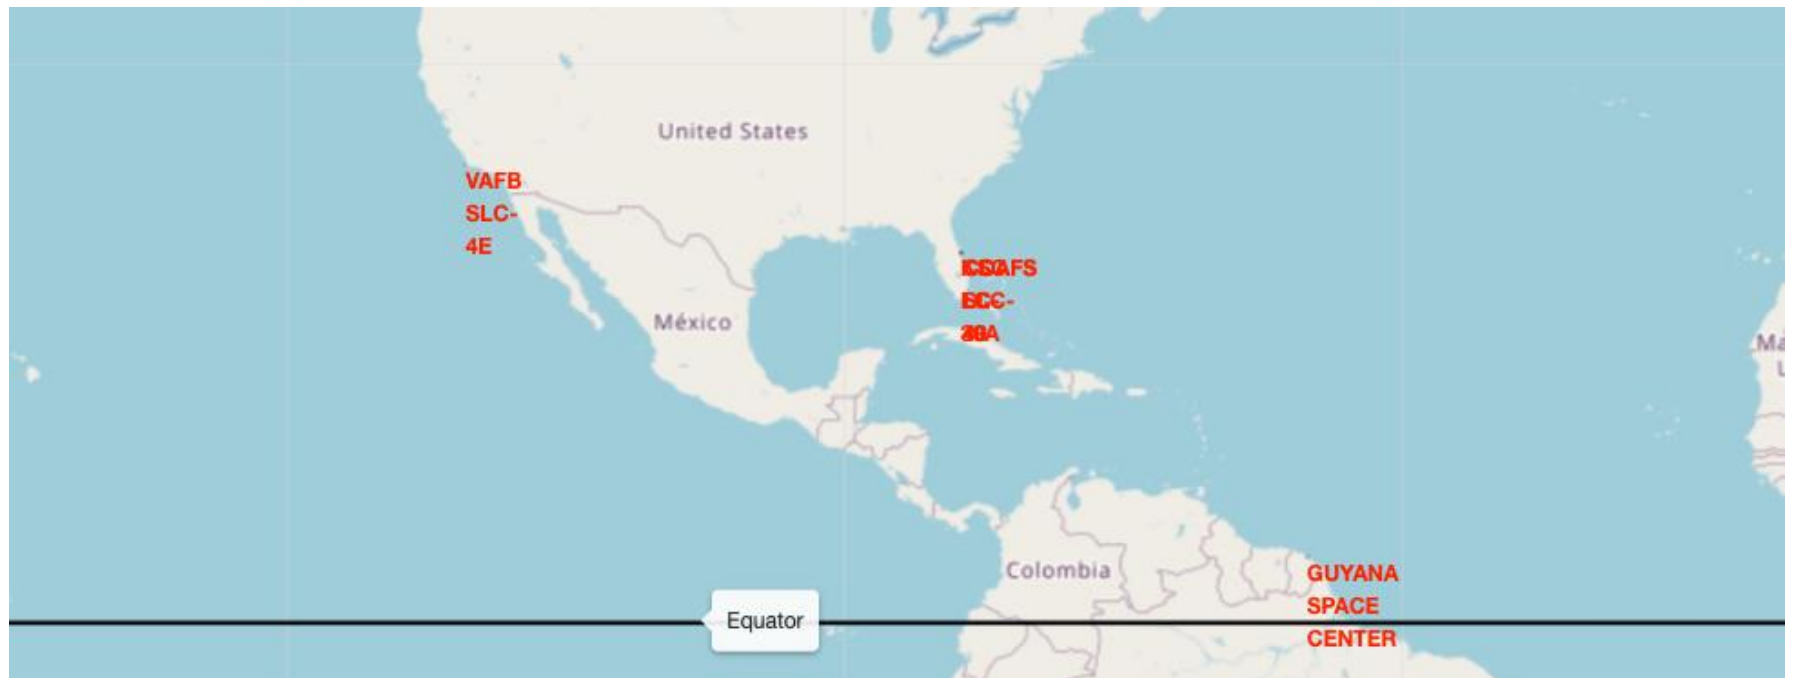 United States
VAFB
SLC-
4E
México
Colombia
GUYANA
SPACE
CENTER
Equator